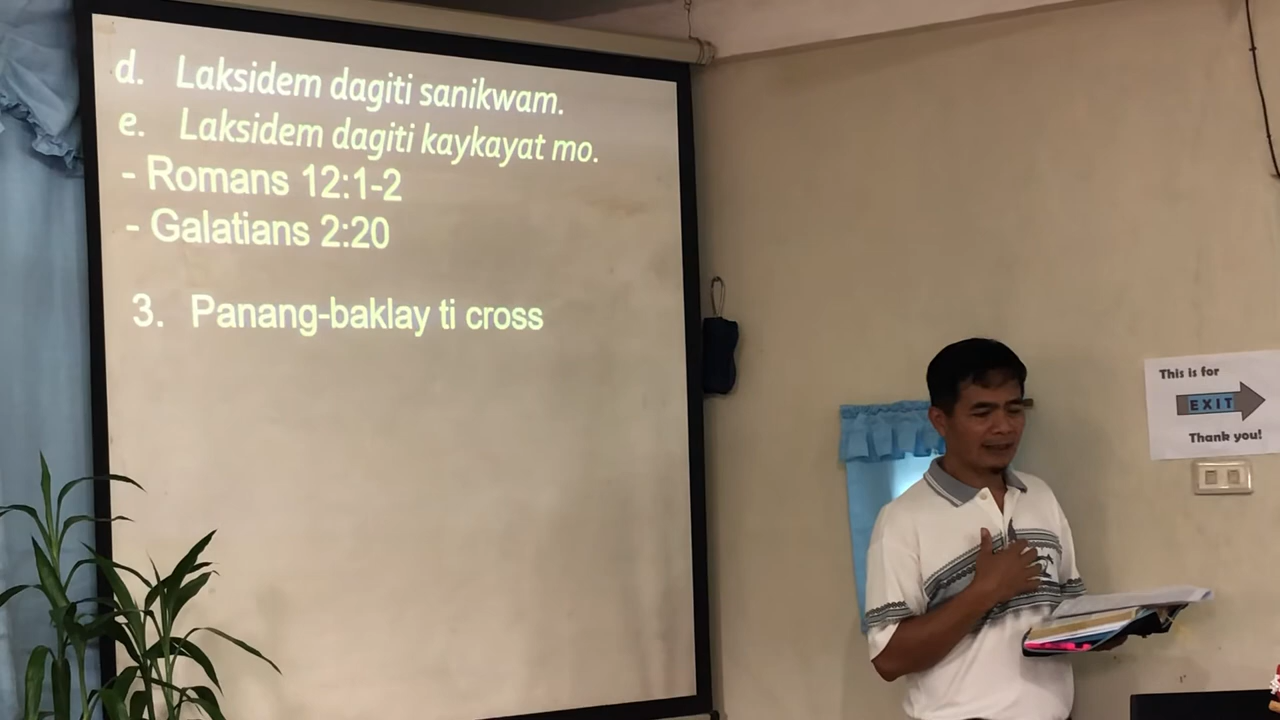 d. Laksidem dagiti sanikwam.
e. Laksidem dagiti kaykayat mo.
- Romans 12:1-2
- Galatians 2:20
3. Panang-baklay ti cross
This is for
EXIT
Thank you!